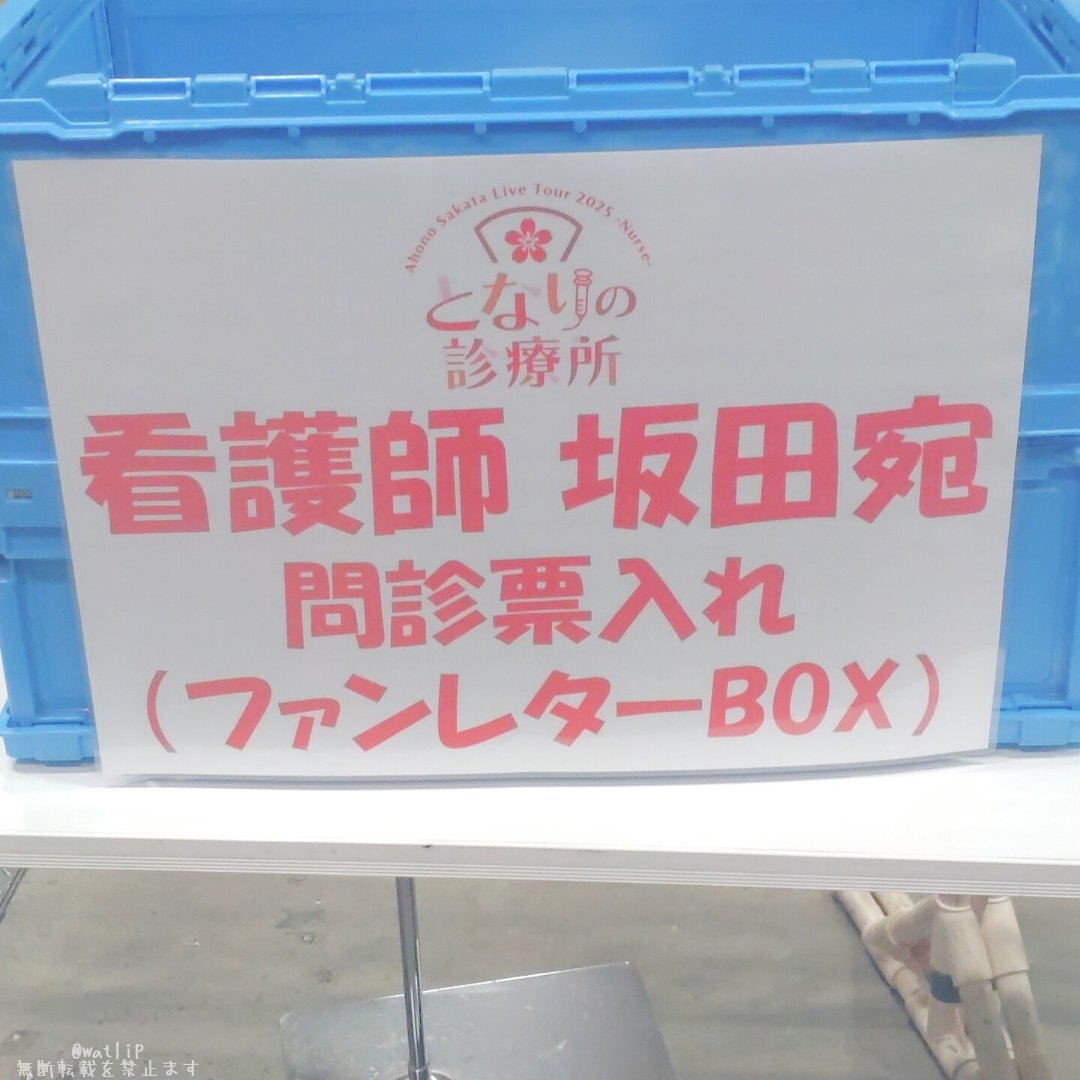 Ahono Sakata Live Tour 2025 -Nurse-
となりの
診療所
看護師 坂田宛
問診票入れ
(ファンレターBOX)
@watliP
無断転載を禁止ます